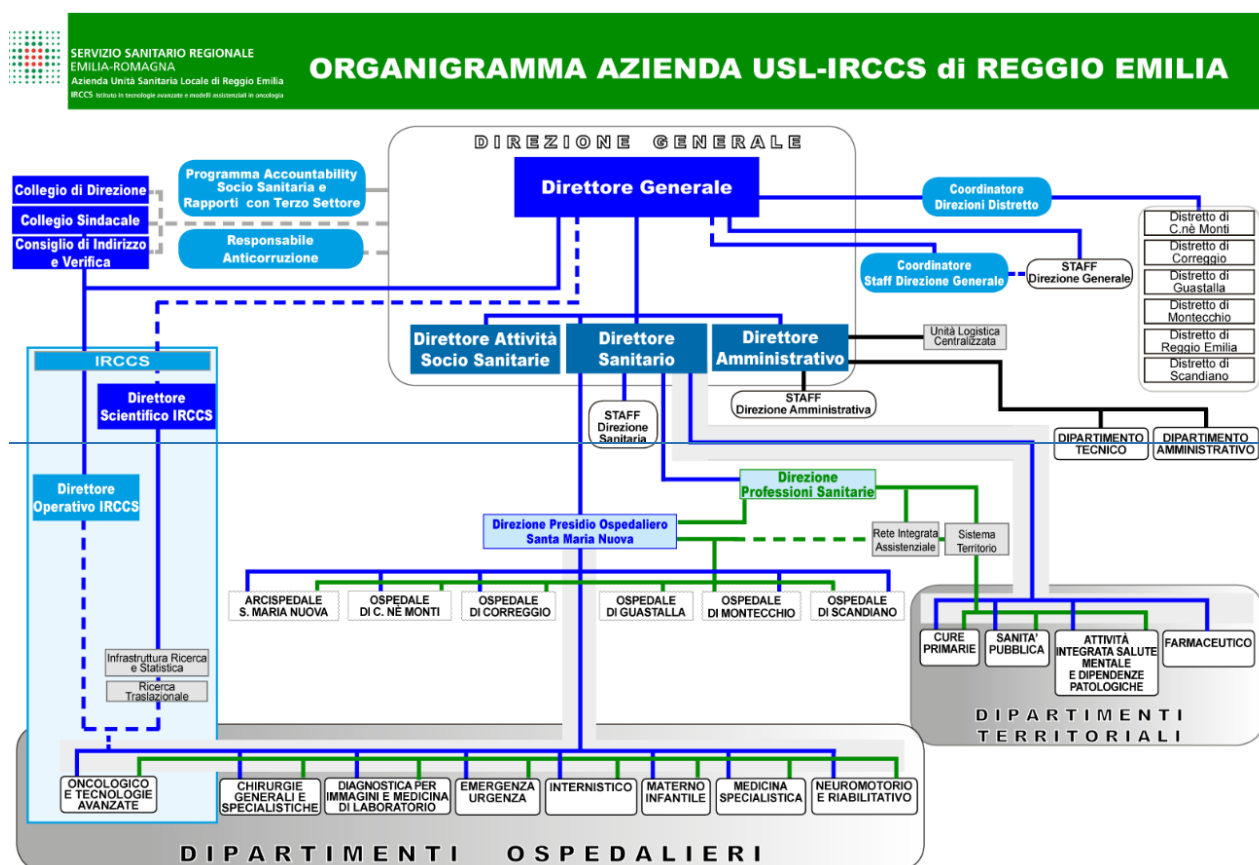 SERVIZIO SANITARIO REGIONALE
EMILIA-ROMAGNA
Azienda Unità Sanitaria Locale di Reggio Emilia
IRCCS Istituto in tecnologie avanzate e modelli assistenziali in oncologia
ORGANIGRAMMA AZIENDA USL-IRCCS di REGGIO EMILIA
DIREZIONE GENERALE
Direttore Generale
Collegio di Direzione
Collegio Sindacale
Consiglio di Indirizzo
e Verifica
Programma Accountability
Socio Sanitaria e
Rapporti con Terzo Settore
Responsabile
Anticorruzione
Coordinatore
Direzioni Distretto
Distretto di
C.nè Monti
Distretto di
Correggio
Distretto di
Guastalla
Distretto di
Montecchio
Distretto di
Reggio Emilia
Distretto di
Scandiano
Coordinatore
Staff Direzione Generale
STAFF
Direzione Generale
Direttore Attività
Socio Sanitarie
Direttore
Sanitario
Direttore
Amministrativo
Unità Logistica
Centralizzata
IRCCS
Direttore
Scientifico IRCCS
STAFF
Direzione
Sanitaria
STAFF
Direzione Amministrativa
DIPARTIMENTO
TECNICO
DIPARTIMENTO
AMMINISTRATIVO
Direttore
Operativo IRCCS
Direzione
Professioni Sanitarie
Direzione Presidio Ospedaliero
Santa Maria Nuova
Rete Integrata
Assistenziale
Sistema
Territorio
ARCISPEDALE
S. MARIA NUOVA
OSPEDALE
DI C. NÈ MONTI
OSPEDALE
DI CORREGGIO
OSPEDALE
DI GUASTALLA
OSPEDALE
DI MONTECCHIO
OSPEDALE
DI SCANDIANO
CURE
PRIMARIE
SANITA'
PUBBLICA
ATTIVITÀ
INTEGRATA SALUTE
MENTALE
E DIPENDENZE
PATOLOGICHE
FARMACEUTICO
DIPARTIMENTI
TERRITORIALI
Infrastruttura Ricerca
e Statistica
Ricerca
Traslazionale
ONCOLOGICO
E TECNOLOGIE
AVANZATE
CHIRURGIE
GENERALI E
SPECIALISTICHE
DIAGNOSTICA PER
IMMAGINI E MEDICINA
DI LABORATORIO
EMERGENZA
URGENZA
INTERNISTICO
MATERNO
INFANTILE
MEDICINA
SPECIALISTICA
NEUROMOTORIO
E RIABILITATIVO
DIPARTIMENTI OSPEDALIERI